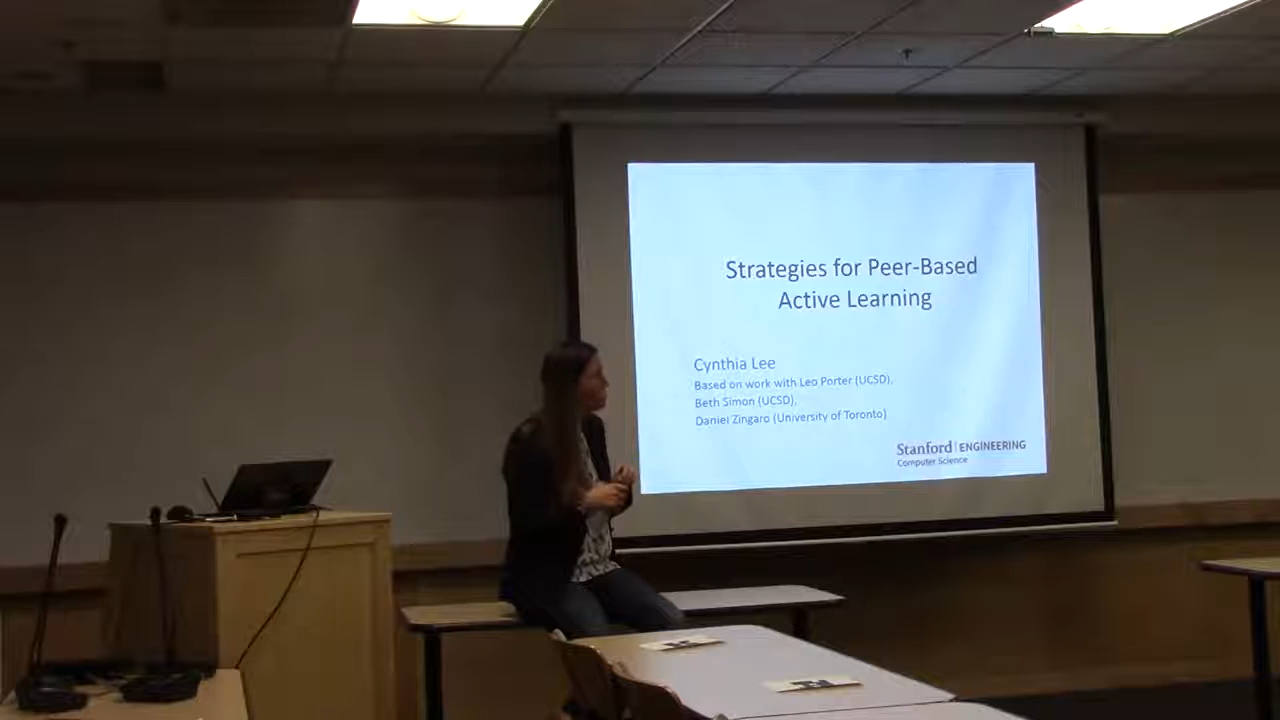 Strategies for Peer-Based
Active Learning
Cynthia Lee
Based on work with Leo Porter (UCSD),
Beth Simon (UCSD),
Daniel Zingaro (University of Toronto)
Stanford | ENGINEERING
Computer Science